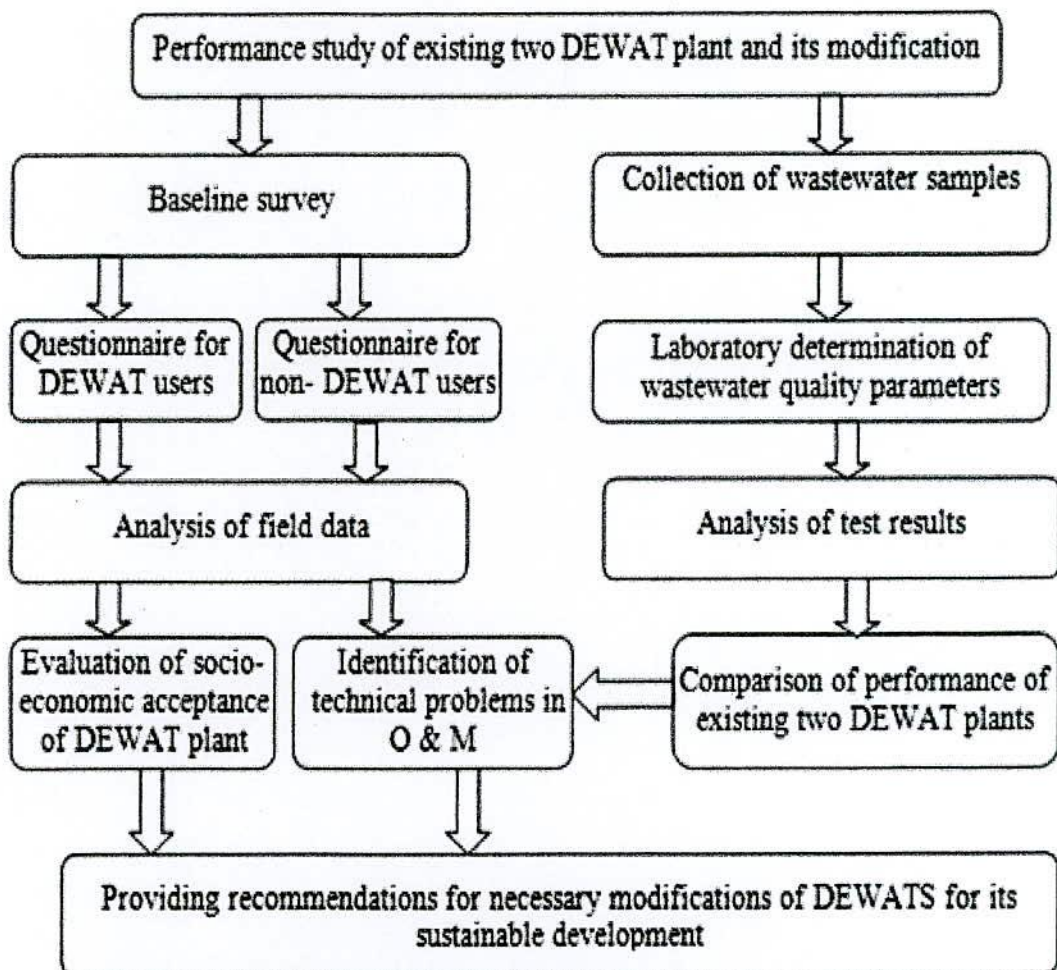 Performance study of existing two DEWAT plant and its modification
Baseline survey
Collection of wastewater samples
Questionnaire for
DEWAT users
Questionnaire for
non- DEWAT users
Laboratory determination of
wastewater quality parameters
Analysis of field data
Analysis of test results
Evaluation of socio-
economic acceptance
of DEWAT plant
Identification of
technical problems in
O & M
Comparison of performance of
existing two DEWAT plants
Providing recommendations for necessary modifications of DEWATS for its
sustainable development